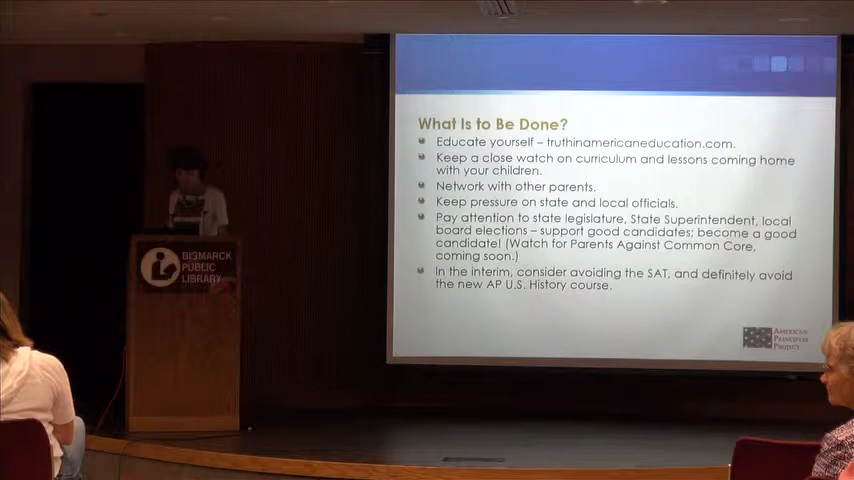 What Is to Be Done?
Educate yourself – truthinamericaneducation.com.
Keep a close watch on curriculum and lessons coming home
with your children.
Network with other parents.
Keep pressure on state and local officials.
Pay attention to state legislature, State Superintendent, local
board elections – support good candidates; become a good
candidate! (Watch for Parents Against Common Core,
coming soon.)
In the interim, consider avoiding the SAT, and definitely avoid
the new AP U.S. History course.
AMERICAN
PRINCIPLES
PROJECT
BISMARCK
PUBLIC
LIBRARY